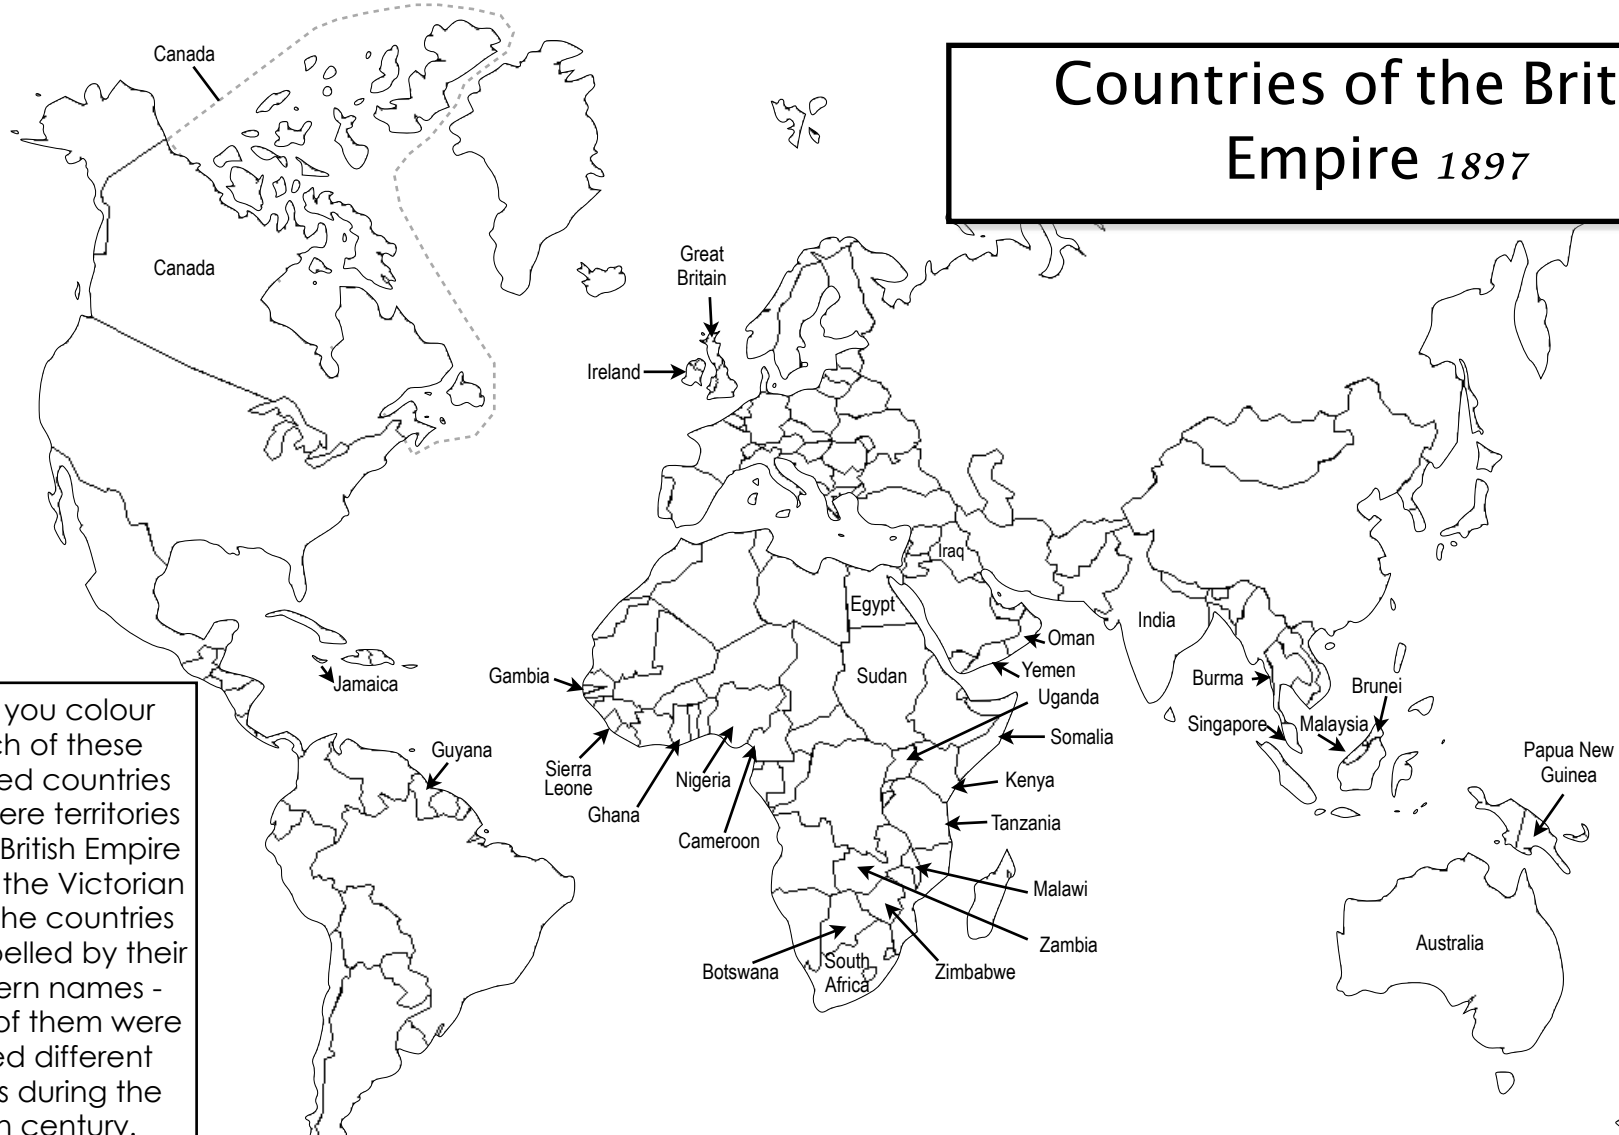 Countries of the Brit
Empire 1897
Canada
Canada
Great
Britain
Ireland
Iraq
Egypt
India
Oman
Jamaica
Gambia
Sudan
Yemen
Burma
Brunei
Uganda
Singapore
Malaysia
Somalia
Guyana
Sierra
Leone
Nigeria
Kenya
Papua New
Guinea
Ghana
Tanzania
Cameroon
Malawi
Zambia
Australia
Botswana
South
Africa
Zimbabwe
you colour
ch of these
ed countries
ere territories
British Empire
the Victorian
he countries
belled by their
ern names -
of them were
ed different
s during the
h century.